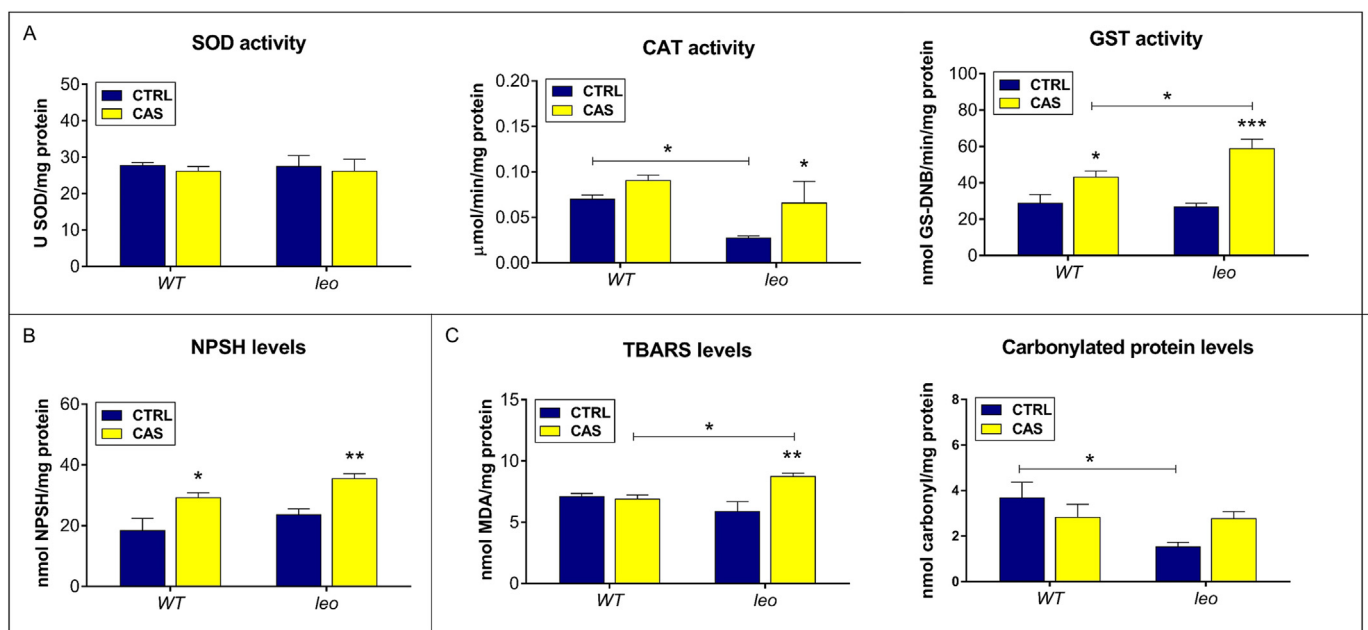 A
SOD activity
U SOD/mg protein
50
40
30
20
10
0
CTRL
CAS
WT
leo
CAT activity
μmol/min/mg protein
0.20
0.15
0.10
0.05
0.00
CTRL
CAS
*
*
WT
leo
GST activity
nmol GS-DNB/min/mg protein
100
80
60
40
20
0
CTRL
CAS
*
*
***
WT
leo
B
NPSH levels
nmol NPSH/mg protein
60
40
20
0
CTRL
CAS
*
**
WT
leo
C
TBARS levels
nmol MDA/mg protein
15
10
5
0
CTRL
CAS
*
**
WT
leo
Carbonylated protein levels
nmol carbonyl/mg protein
8
6
4
2
0
CTRL
CAS
*
WT
leo